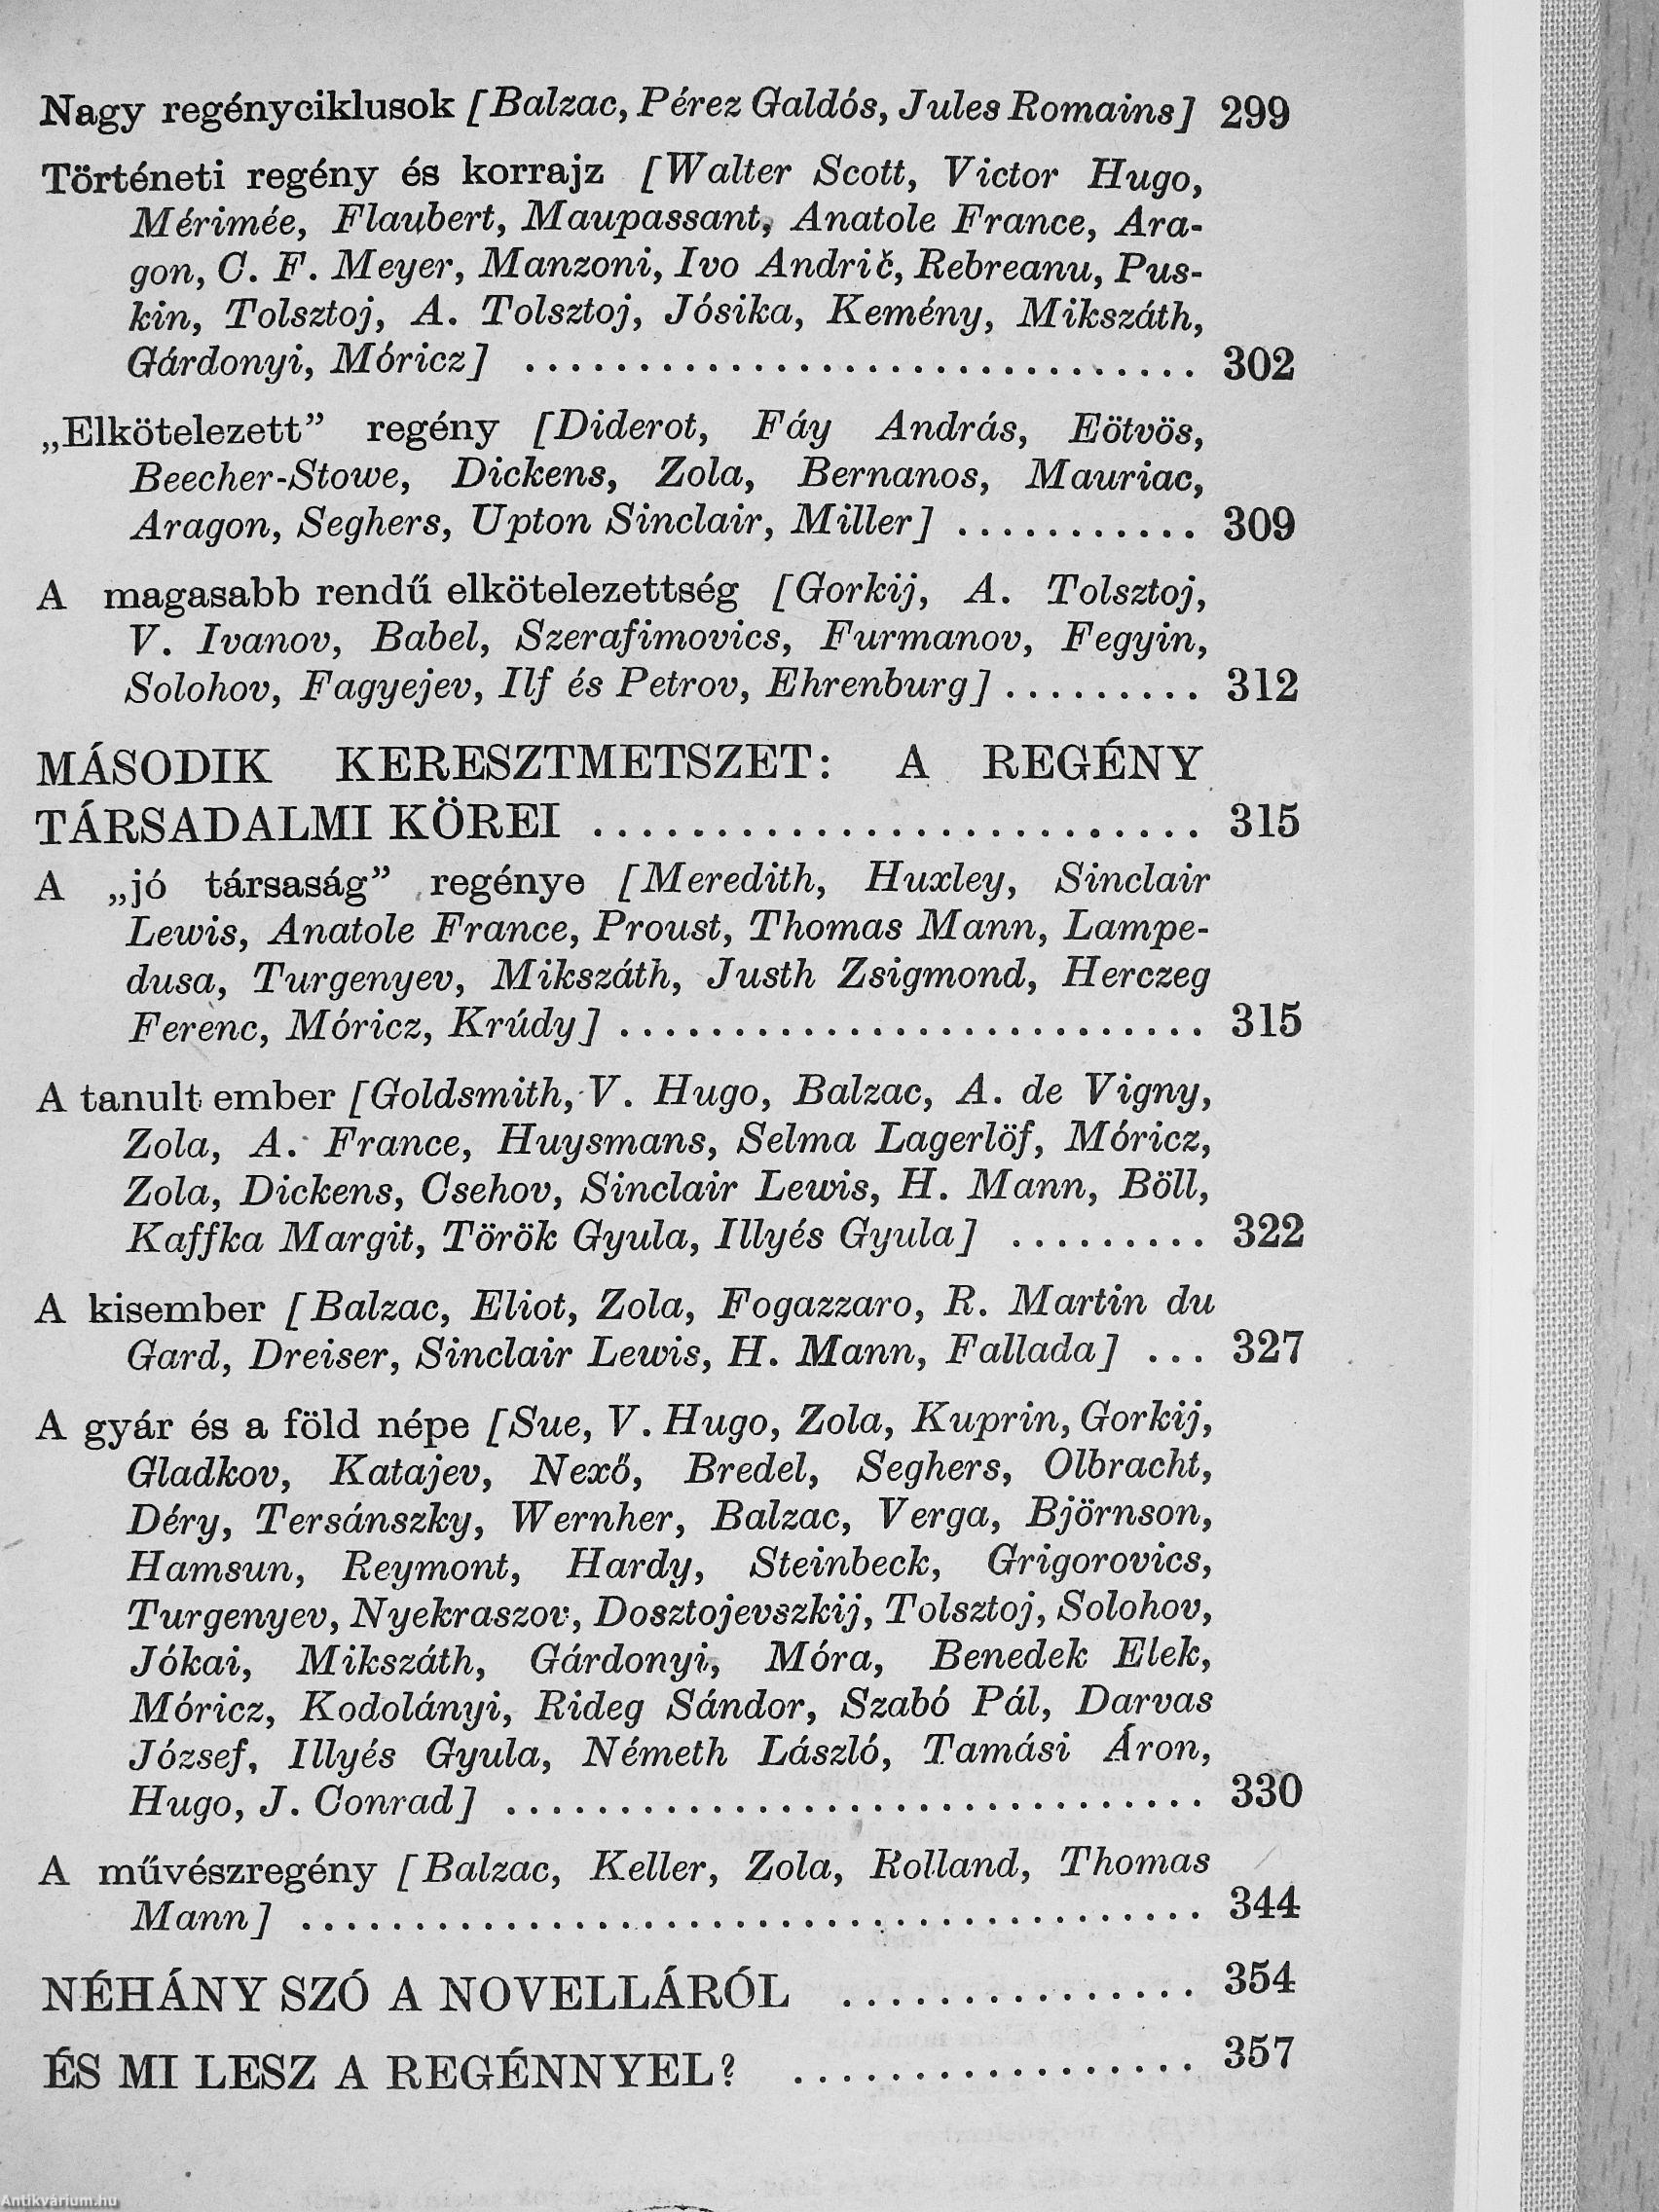 Nagy regényciklusok [Balzac, Pérez Galdós, Jules Romains] 299
Történeti regény és korrajz [Walter Scott, Victor Hugo,
Mérimée, Flaubert, Maupassant, Anatole France, Ara-
gon, C. F. Meyer, Manzoni, Ivo Andrič, Rebreanu, Pus-
kin, Tolsztoj, A. Tolsztoj, Jósika, Kemény, Mikszáth,
Gárdonyi, Móricz] .............................. 302
„Elkötelezett” regény [Diderot, Fáy András, Eötvös,
Beecher-Stowe, Dickens, Zola, Bernanos, Mauriac,
Aragon, Seghers, Upton Sinclair, Miller] ........... 309
A magasabb rendű elkötelezettség [Gorkij, A. Tolsztoj,
V. Ivanov, Babel, Szerafimovics, Furmanov, Fegyin,
Solohov, Fagyejev, Ilf és Petrov, Ehrenburg] ......... 312
MÁSODIK KERESZTMETSZET: A REGÉNY
TÁRSADALMI KÖREI ......................... 315
A „jó társaság” regénye [Meredith, Huxley, Sinclair
Lewis, Anatole France, Proust, Thomas Mann, Lampe-
dusa, Turgenyev, Mikszáth, Justh Zsigmond, Herczeg
Ferenc, Móricz, Krúdy] .......................... 315
A tanult ember [Goldsmith, V. Hugo, Balzac, A. de Vigny,
Zola, A. France, Huysmans, Selma Lagerlöf, Móricz,
Zola, Dickens, Csehov, Sinclair Lewis, H. Mann, Böll,
Kaffka Margit, Török Gyula, Illyés Gyula] ......... 322
A kisember [Balzac, Eliot, Zola, Fogazzaro, R. Martin du
Gard, Dreiser, Sinclair Lewis, H. Mann, Fallada] ... 327
A gyár és a föld népe [Sue, V. Hugo, Zola, Kuprin, Gorkij,
Gladkov, Katajev, Nexő, Bredel, Seghers, Olbracht,
Déry, Tersánszky, Wernher, Balzac, Verga, Björnson,
Hamsun, Reymont, Hardy, Steinbeck, Grigorovics,
Turgenyev, Nyekraszov, Dosztojevszkij, Tolsztoj, Solohov,
Jókai, Mikszáth, Gárdonyi, Móra, Benedek Elek,
Móricz, Kodolányi, Rideg Sándor, Szabó Pál, Darvas
József, Illyés Gyula, Németh László, Tamási Áron,
Hugo, J. Conrad] ............................... 330
A művészregény [Balzac, Keller, Zola, Rolland, Thomas
Mann] ........................................ 344
NÉHÁNY SZÓ A NOVELLÁRÓL ............... 354
ÉS MI LESZ A REGÉNNYEL? ................. 357
Antikvárium.hu